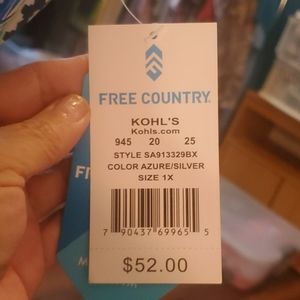 FREE COUNTRY
KOHL'S
Kohls.com
945 20 25
STYLE SA913329BX
COLOR AZURE/SILVER
SIZE 1X
7 90437 69965 5
$52.00